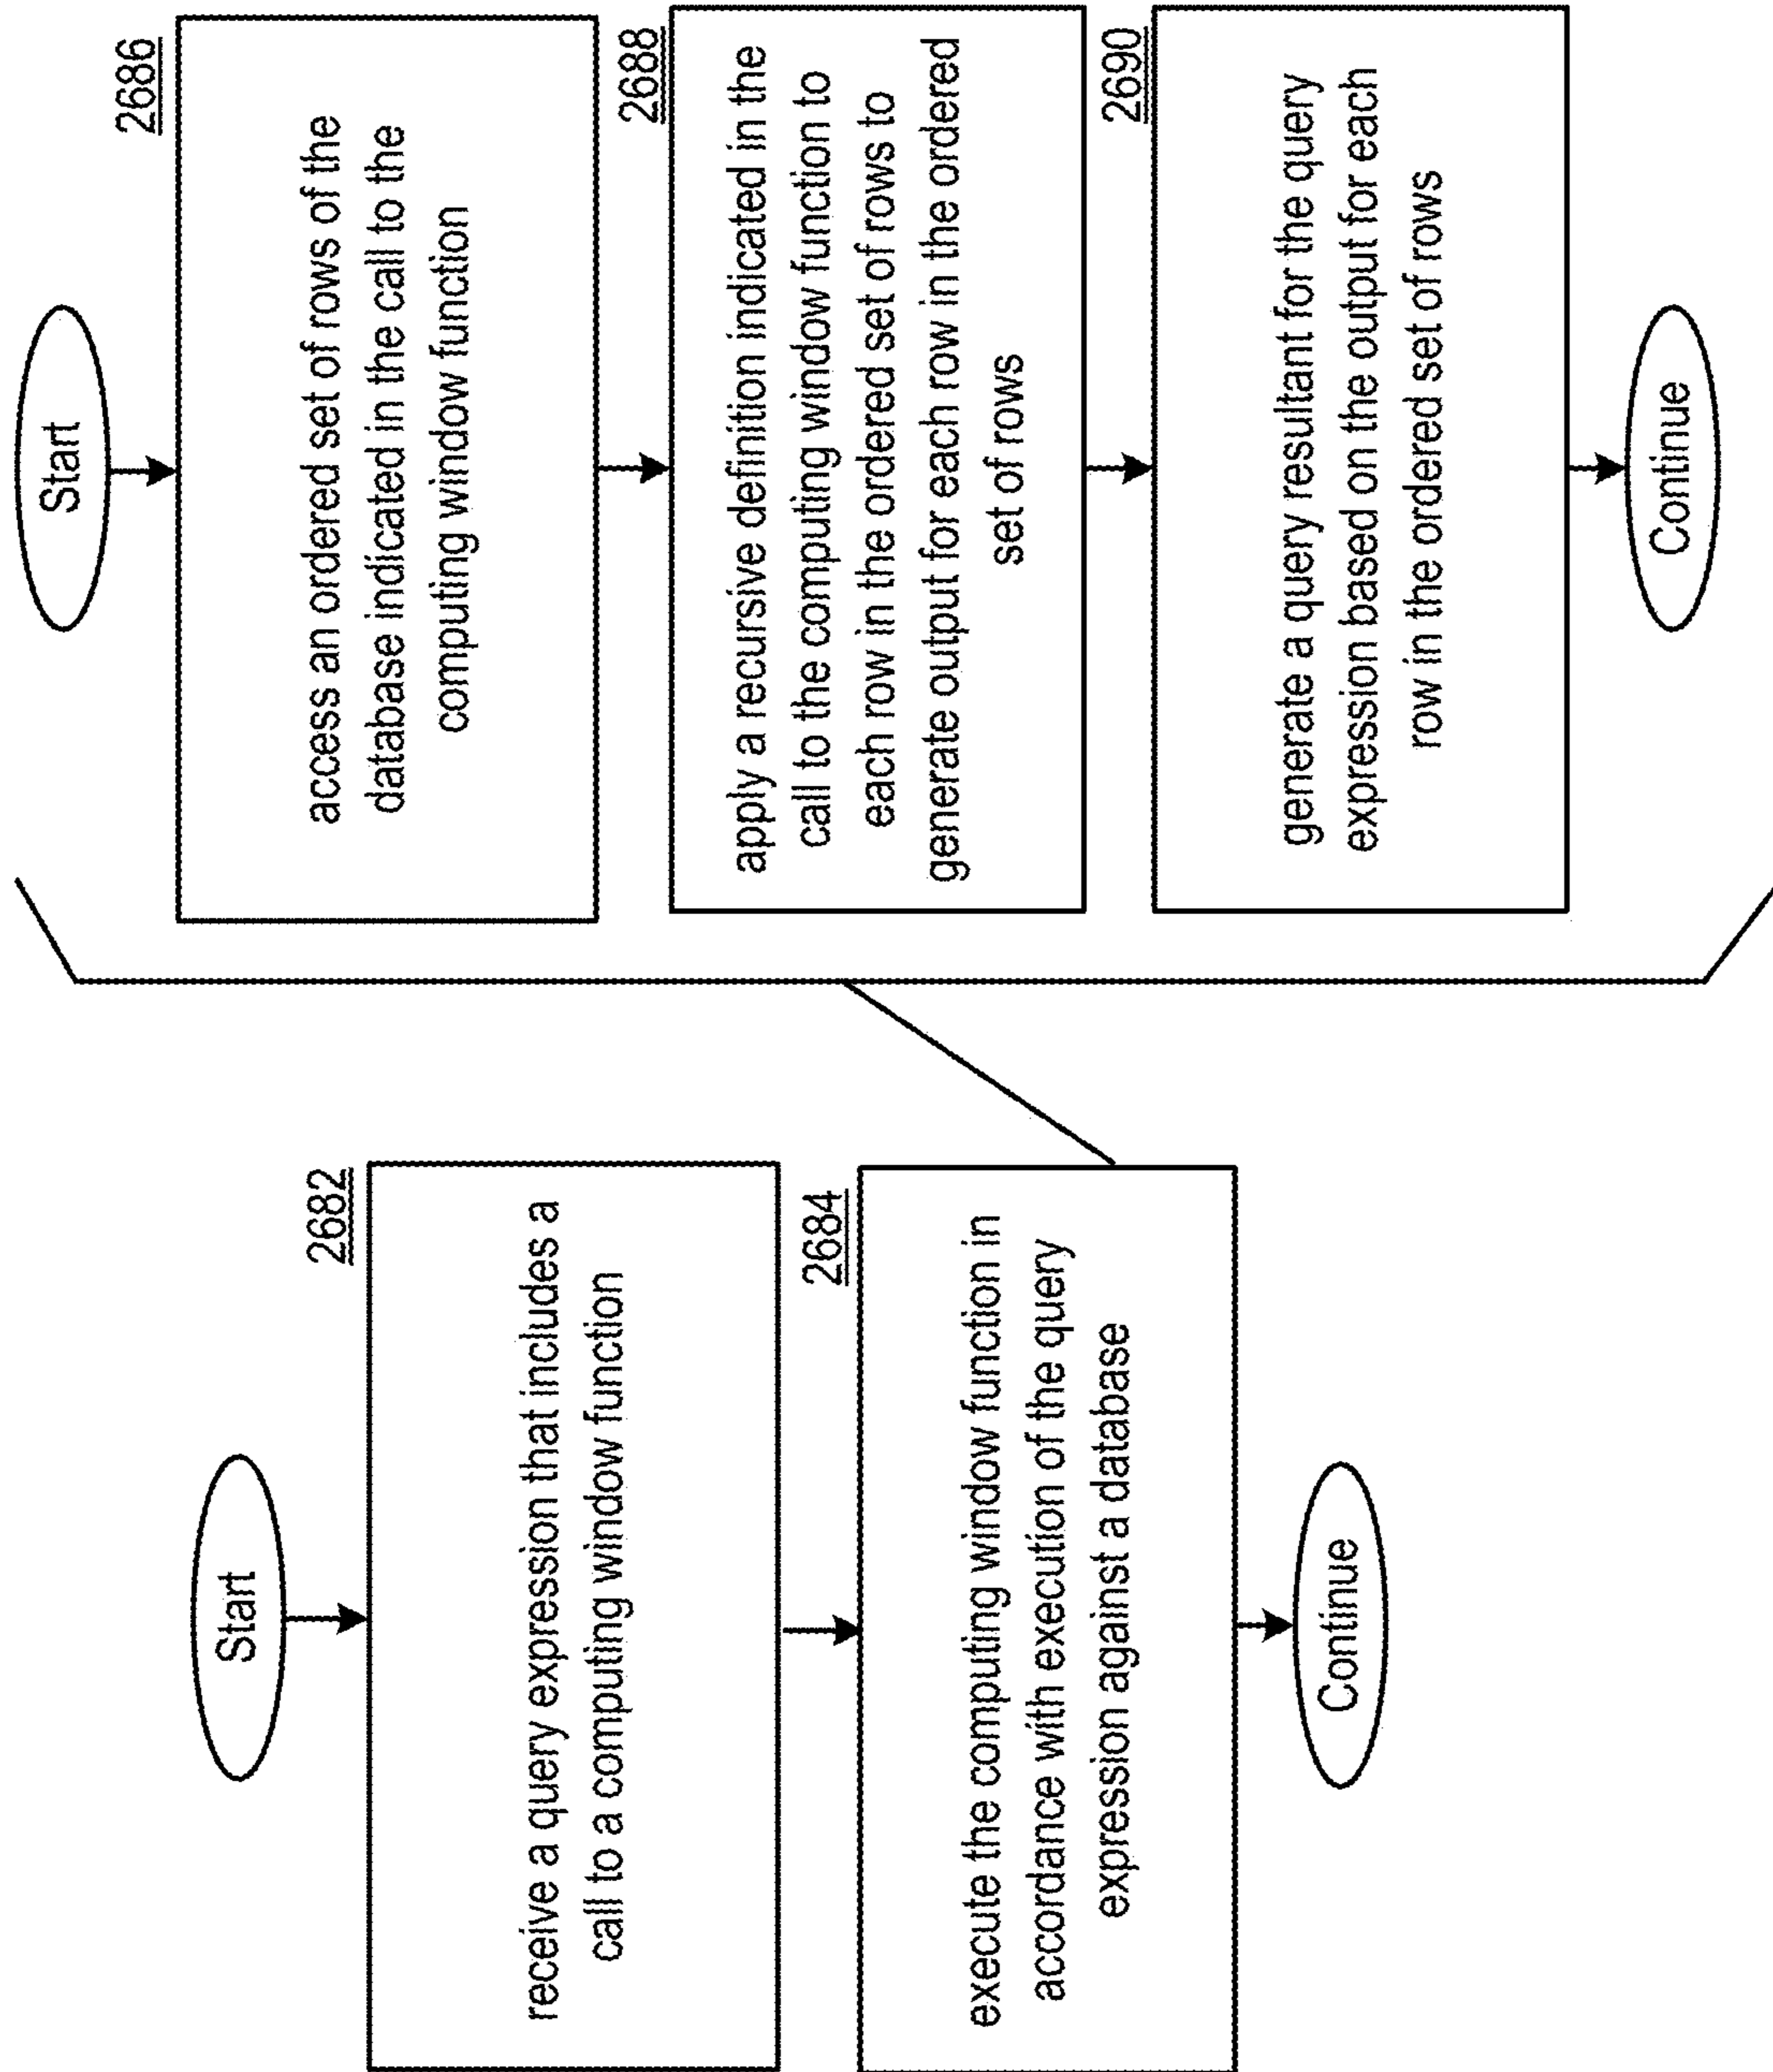 Start
2682
receive a query expression that includes a
call to a computing window function
2684
execute the computing window function in
accordance with execution of the query
expression against a database
Continue
Start
2686
access an ordered set of rows of the
database indicated in the call to the
computing window function
2688
apply a recursive definition indicated in the
call to the computing window function to
each row in the ordered set of rows to
generate output for each row in the ordered
set of rows
2690
generate a query resultant for the query
expression based on the output for each
row in the ordered set of rows
Continue